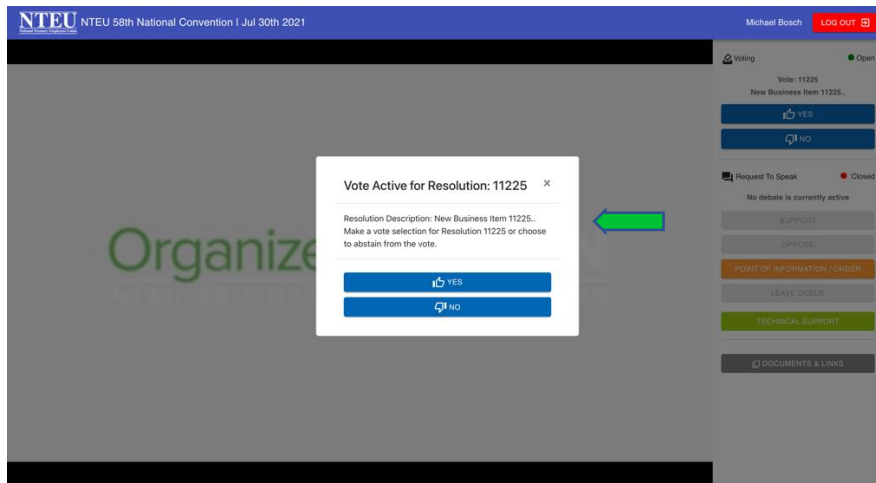 NTEU
National Treasury Employees Union
NTEU 58th National Convention | Jul 30th 2021
Michael Bosch
LOG OUT
Voting
Open
Vote: 11225
New Business Item 11225..
YES
NO
Request To Speak
Closed
No debate is currently active
SUPPORT
OPPOSE
POINT OF INFORMATION / ORDER
LEAVE QUEUE
TECHNICAL SUPPORT
DOCUMENTS & LINKS
Vote Active for Resolution: 11225 ×
Resolution Description: New Business Item 11225..
Make a vote selection for Resolution 11225 or choose
to abstain from the vote.
YES
NO
Organize